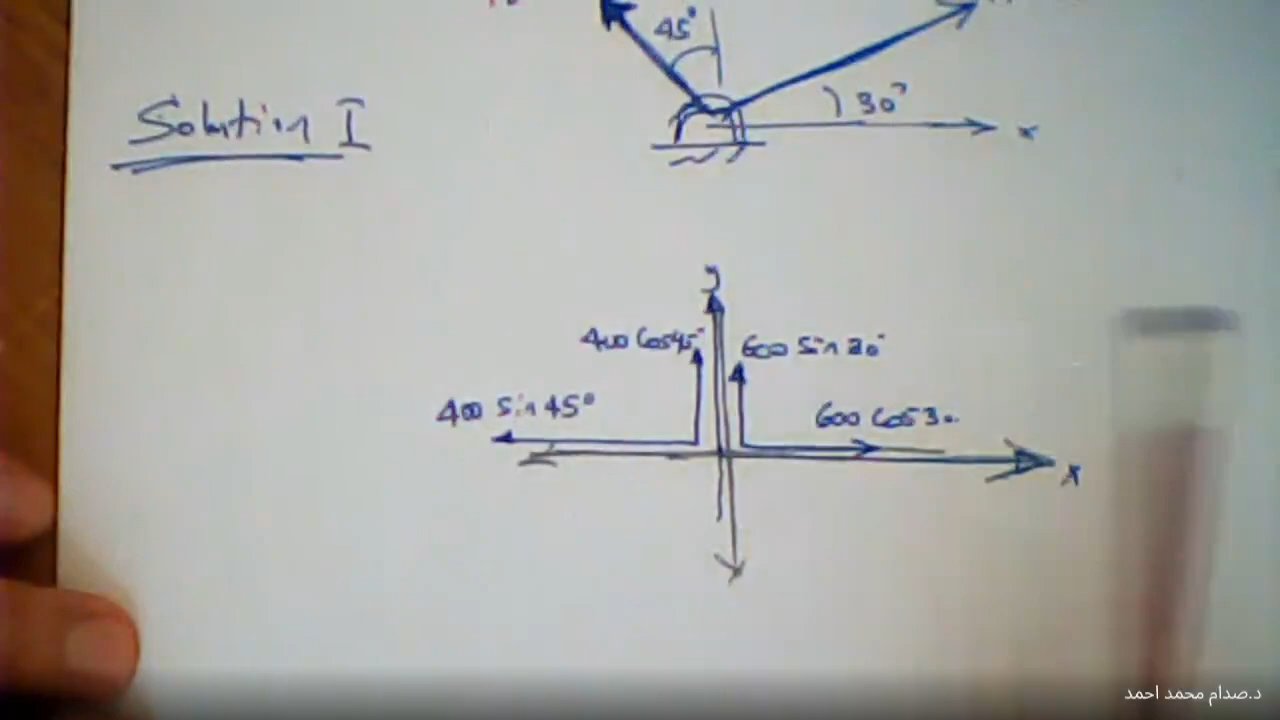 45°
30°
x
Solution I
y
400 Cos45°
600 Sin 30°
400 Sin 45°
600 Cos 30
x
د.صدام محمد احمد